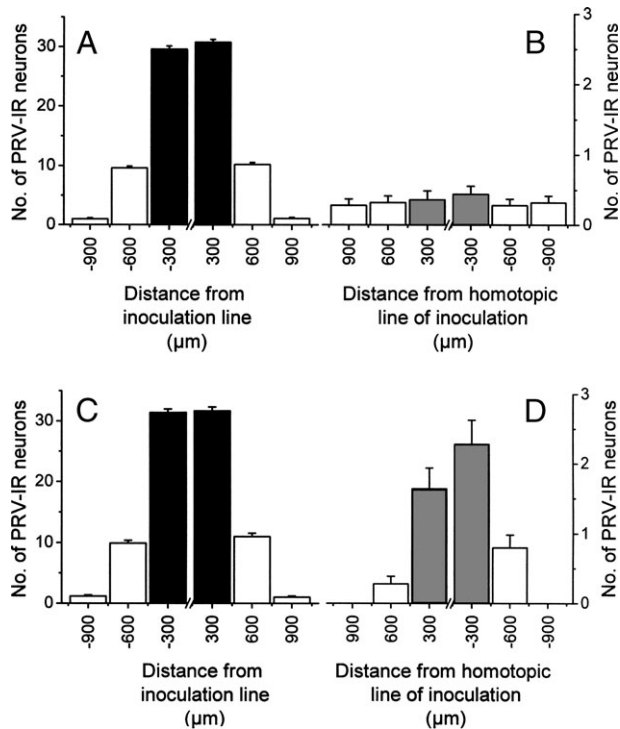 A
No. of PRV-IR neurons
30
20
10
0
-900 -600 -300 300 600 900
Distance from
inoculation line
(µm)
B
No. of PRV-IR neurons
3
2
1
0
900 600 300 -300 -600 -900
Distance from homotopic
line of inoculation
(µm)
C
No. of PRV-IR neurons
30
20
10
0
-900 -600 -300 300 600 900
Distance from
inoculation line
(µm)
D
No. of PRV-IR neurons
3
2
1
0
900 600 300 -300 -600 -900
Distance from homotopic
line of inoculation
(µm)